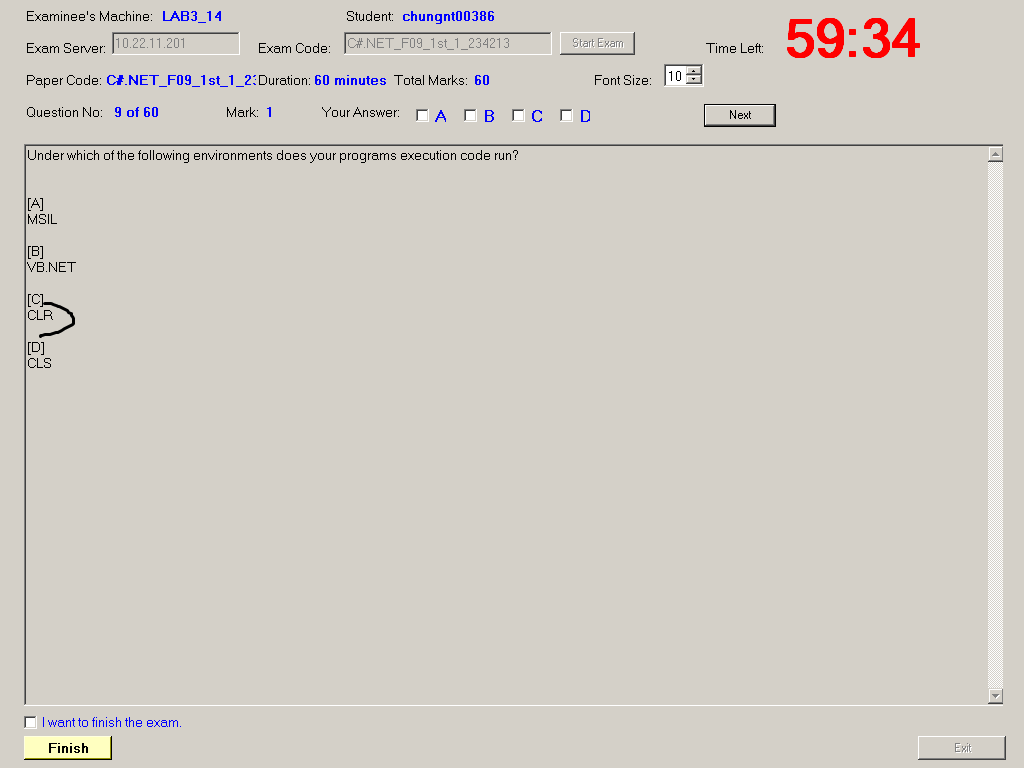 Examinee's Machine: LAB3_14 Student: chungnt00386
Exam Server: 10.22.11.201 Exam Code: C#.NET_F09_1st_1_234213 Start Exam Time Left: 59:34
Paper Code: C#.NET_F09_1st_1_23 Duration: 60 minutes Total Marks: 60 Font Size: 10
Question No: 9 of 60 Mark: 1 Your Answer: A B C D Next
Under which of the following environments does your programs execution code run?
[A]
MSIL
[B]
VB.NET
[C]
CLR
[D]
CLS
I want to finish the exam.
Finish Exit